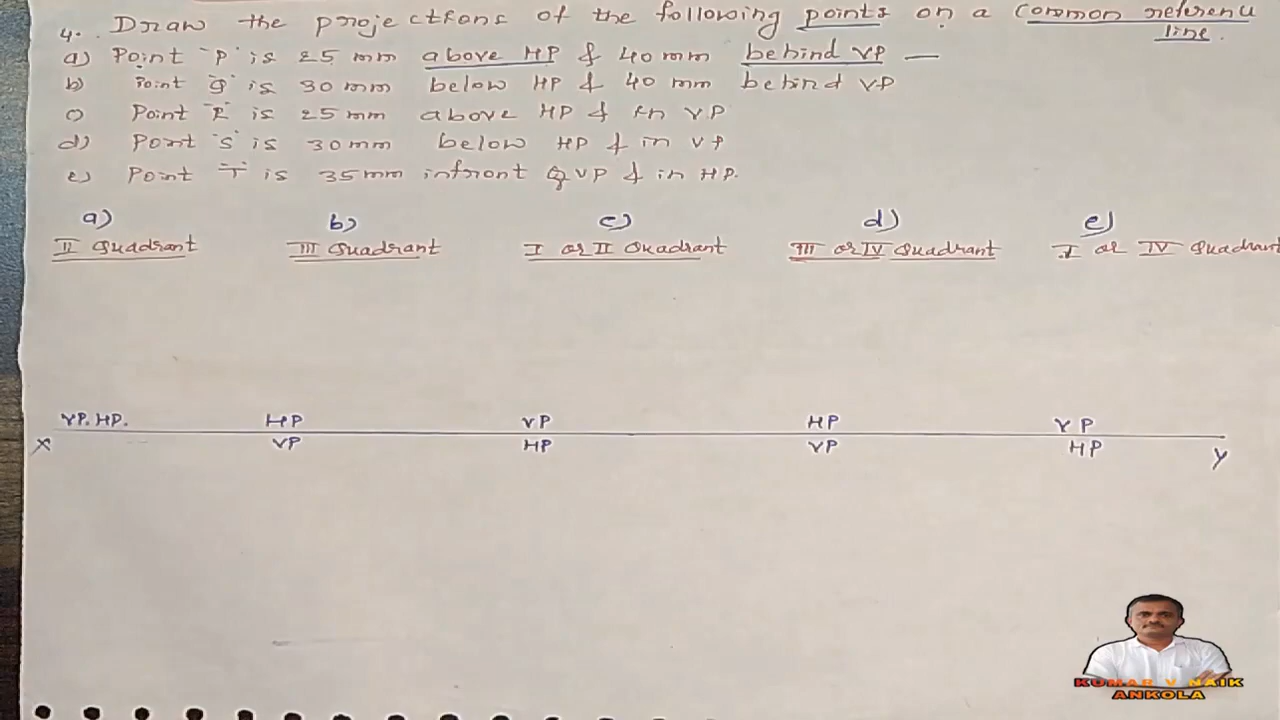 4. Draw the projections of the following points on a common reference line.
a) Point 'P' is 25 mm above HP & 40 mm behind VP —
b) Point 'Q' is 30 mm below HP & 40 mm behind VP
c) Point 'R' is 25 mm above HP & in VP
d) Point 'S' is 30 mm below HP & in VP
e) Point 'T' is 35 mm infront of VP & in HP.
a) b) c) d) e)
II Quadrant III Quadrant I or II Quadrant III or IV Quadrant I or IV Quadrant
VP. HP. HP VP HP VP
X VP HP VP HP Y
KUMAR V NAIK
ANKOLA